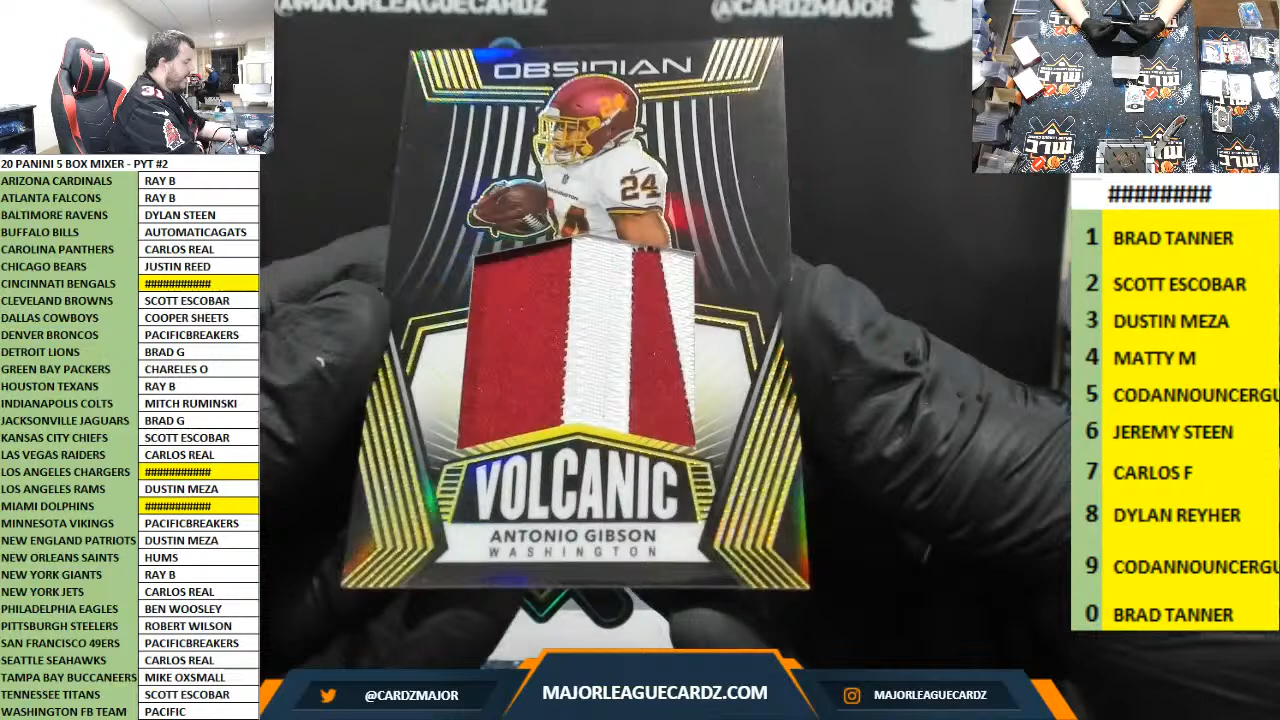 @MAJORLEAGUECARDZ
@CARDZMAJOR
20 PANINI 5 BOX MIXER - PYT #2
ARIZONA CARDINALS RAY B
ATLANTA FALCONS RAY B
BALTIMORE RAVENS DYLAN STEEN
BUFFALO BILLS AUTOMATICAGATS
CAROLINA PANTHERS CARLOS REAL
CHICAGO BEARS JUSTIN REED
CINCINNATI BENGALS ###########
CLEVELAND BROWNS SCOTT ESCOBAR
DALLAS COWBOYS COOPER SHEETS
DENVER BRONCOS PACIFICBREAKERS
DETROIT LIONS BRAD G
GREEN BAY PACKERS CHARELES O
HOUSTON TEXANS RAY B
INDIANAPOLIS COLTS MITCH RUMINSKI
JACKSONVILLE JAGUARS BRAD G
KANSAS CITY CHIEFS SCOTT ESCOBAR
LAS VEGAS RAIDERS CARLOS REAL
LOS ANGELES CHARGERS ###########
LOS ANGELES RAMS DUSTIN MEZA
MIAMI DOLPHINS ###########
MINNESOTA VIKINGS PACIFICBREAKERS
NEW ENGLAND PATRIOTS DUSTIN MEZA
NEW ORLEANS SAINTS HUMS
NEW YORK GIANTS RAY B
NEW YORK JETS CARLOS REAL
PHILADELPHIA EAGLES BEN WOOSLEY
PITTSBURGH STEELERS ROBERT WILSON
SAN FRANCISCO 49ERS PACIFICBREAKERS
SEATTLE SEAHAWKS CARLOS REAL
TAMPA BAY BUCCANEERS MIKE OXSMALL
TENNESSEE TITANS SCOTT ESCOBAR
WASHINGTON FB TEAM PACIFIC
OBSIDIAN
24
24
VOLCANIC
ANTONIO GIBSON
WASHINGTON
MLC
MLC
MLC
########
1 BRAD TANNER
2 SCOTT ESCOBAR
3 DUSTIN MEZA
4 MATTY M
5 CODANNOUNCERGU
6 JEREMY STEEN
7 CARLOS F
8 DYLAN REYHER
9 CODANNOUNCERGU
0 BRAD TANNER
@CARDZMAJOR
MAJORLEAGUECARDZ.COM
MAJORLEAGUECARDZ